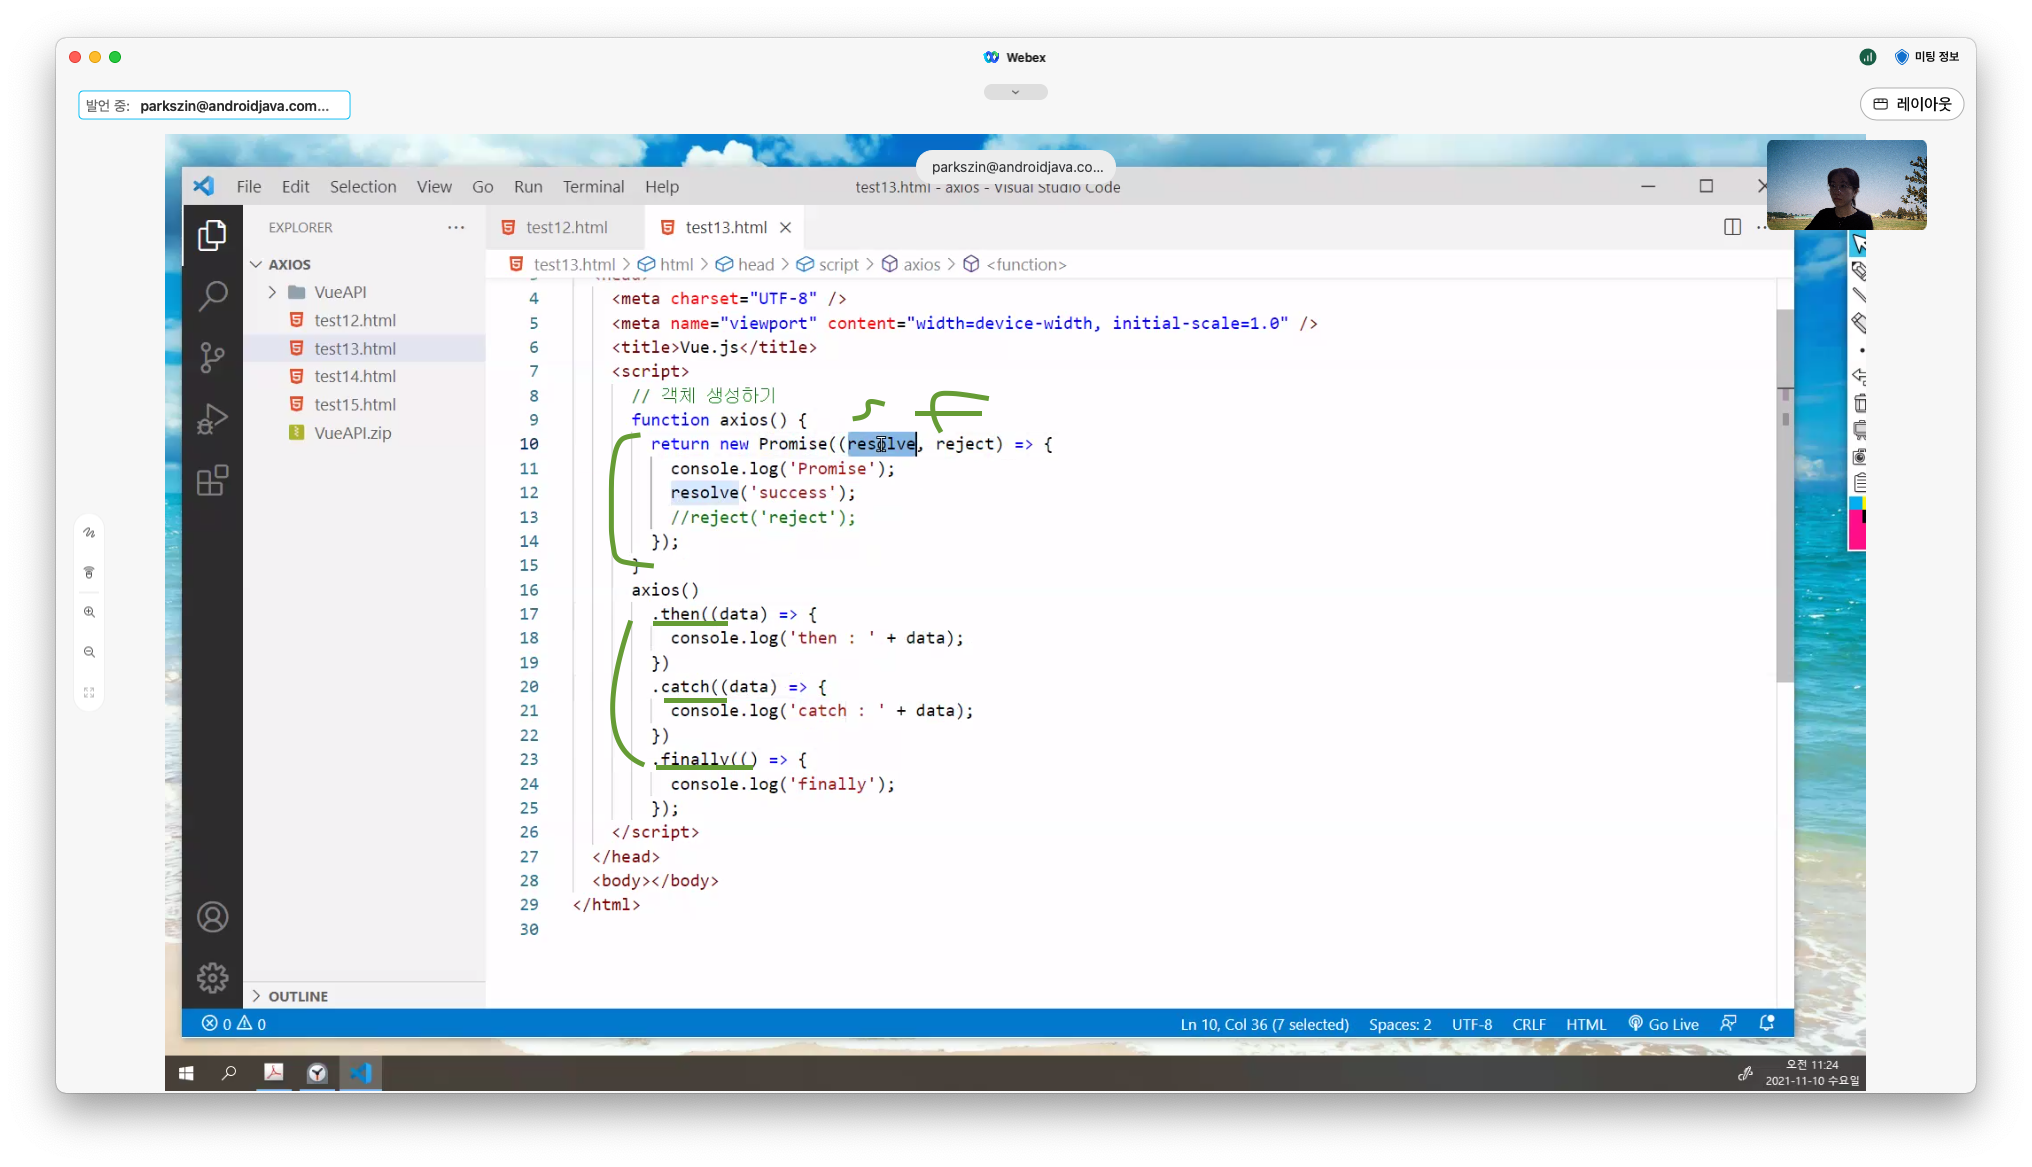 Webex
미팅 정보
발언 중: parkszin@androidjava.com...
레이아웃
parkszin@androidjava.co...
File Edit Selection View Go Run Terminal Help
test13.html - axios - Visual Studio Code
EXPLORER ...
AXIOS
VueAPI
test12.html
test13.html
test14.html
test15.html
VueAPI.zip
OUTLINE
test12.html
test13.html
test13.html > html > head > script > axios > <function>
4 <meta charset="UTF-8" />
5 <meta name="viewport" content="width=device-width, initial-scale=1.0" />
6 <title>Vue.js</title>
7 <script>
8 // 객체 생성하기
9 function axios() {
S F
10 return new Promise((resolve, reject) => {
11 console.log('Promise');
12 resolve('success');
13 //reject('reject');
14 });
15 }
16 axios()
17 .then((data) => {
18 console.log('then : ' + data);
19 })
20 .catch((data) => {
21 console.log('catch : ' + data);
22 })
23 .finally(() => {
24 console.log('finally');
25 });
26 </script>
27 </head>
28 <body></body>
29 </html>
30
0 0
Ln 10, Col 36 (7 selected) Spaces: 2 UTF-8 CRLF HTML Go Live
오전 11:24
2021-11-10 수요일